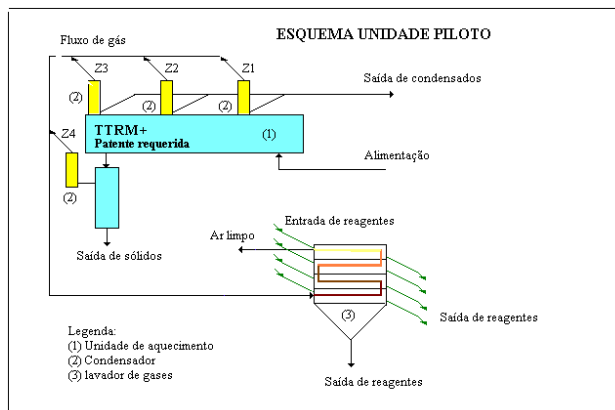 ESQUEMA UNIDADE PILOTO
Fluxo de gás
Z3
Z2
Z1
Saída de condensados
(2)
(2)
(2)
TTRM+
(1)
Patente requerida
Z4
Alimentação
(2)
Entrada de reagentes
Ar limpo
Saída de sólidos
(3)
Saída de reagentes
Legenda:
(1) Unidade de aquecimento
(2) Condensador
(3) lavador de gases
Saída de reagentes